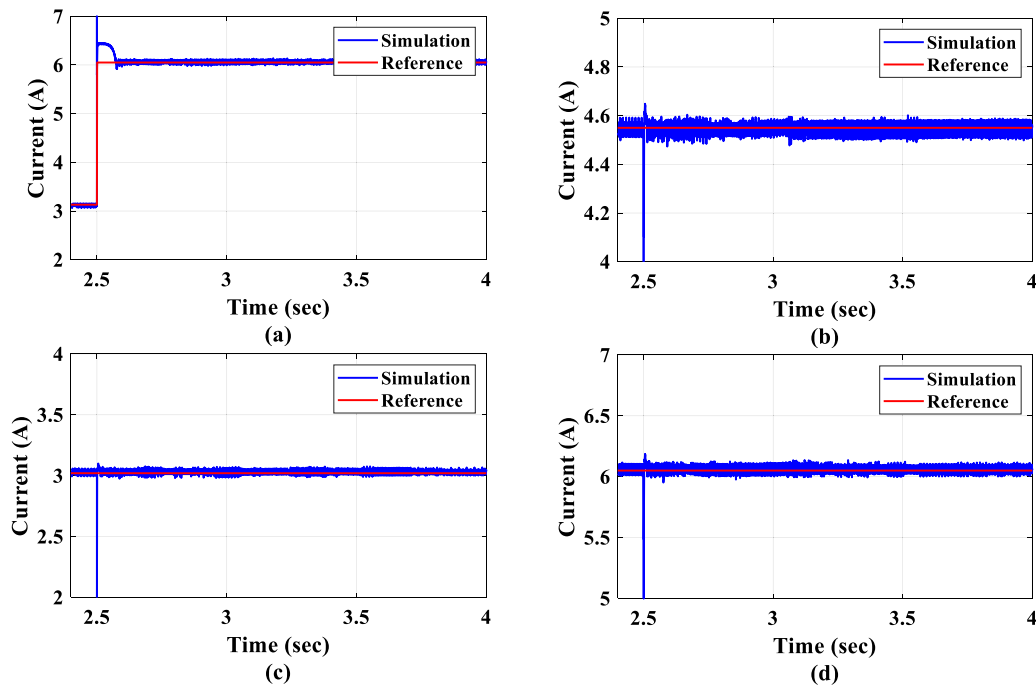 7
6
5
4
3
2
Current (A)
Simulation
Reference
2.5 3 3.5 4
Time (sec)
(a)
5
4.8
4.6
4.4
4.2
4
Current (A)
Simulation
Reference
2.5 3 3.5 4
Time (sec)
(b)
4
3.5
3
2.5
2
Current (A)
Simulation
Reference
2.5 3 3.5 4
Time (sec)
(c)
7
6.5
6
5.5
5
Current (A)
Simulation
Reference
2.5 3 3.5 4
Time (sec)
(d)